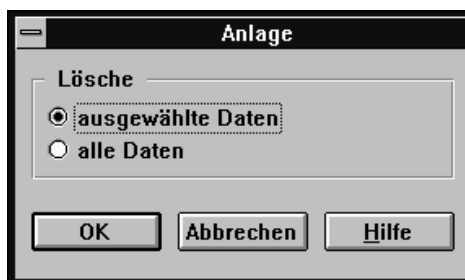 Anlage
Lösche
ausgewählte Daten
alle Daten
OK Abbrechen Hilfe